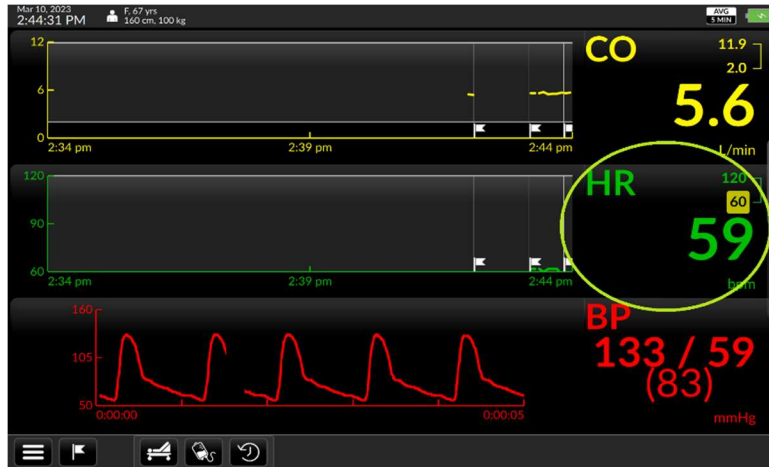 Mar 10, 2023
2:44:31 PM
F, 67 yrs
160 cm, 100 kg
AVG
5 MIN
12
6
0
2:34 pm
2:39 pm
2:44 pm
CO
11.9
2.0
5.6
L/min
120
90
60
2:34 pm
2:39 pm
2:44 pm
HR
120
60
59
bpm
160
105
50
0:00:00
0:00:05
BP
133 / 59
(83)
mmHg